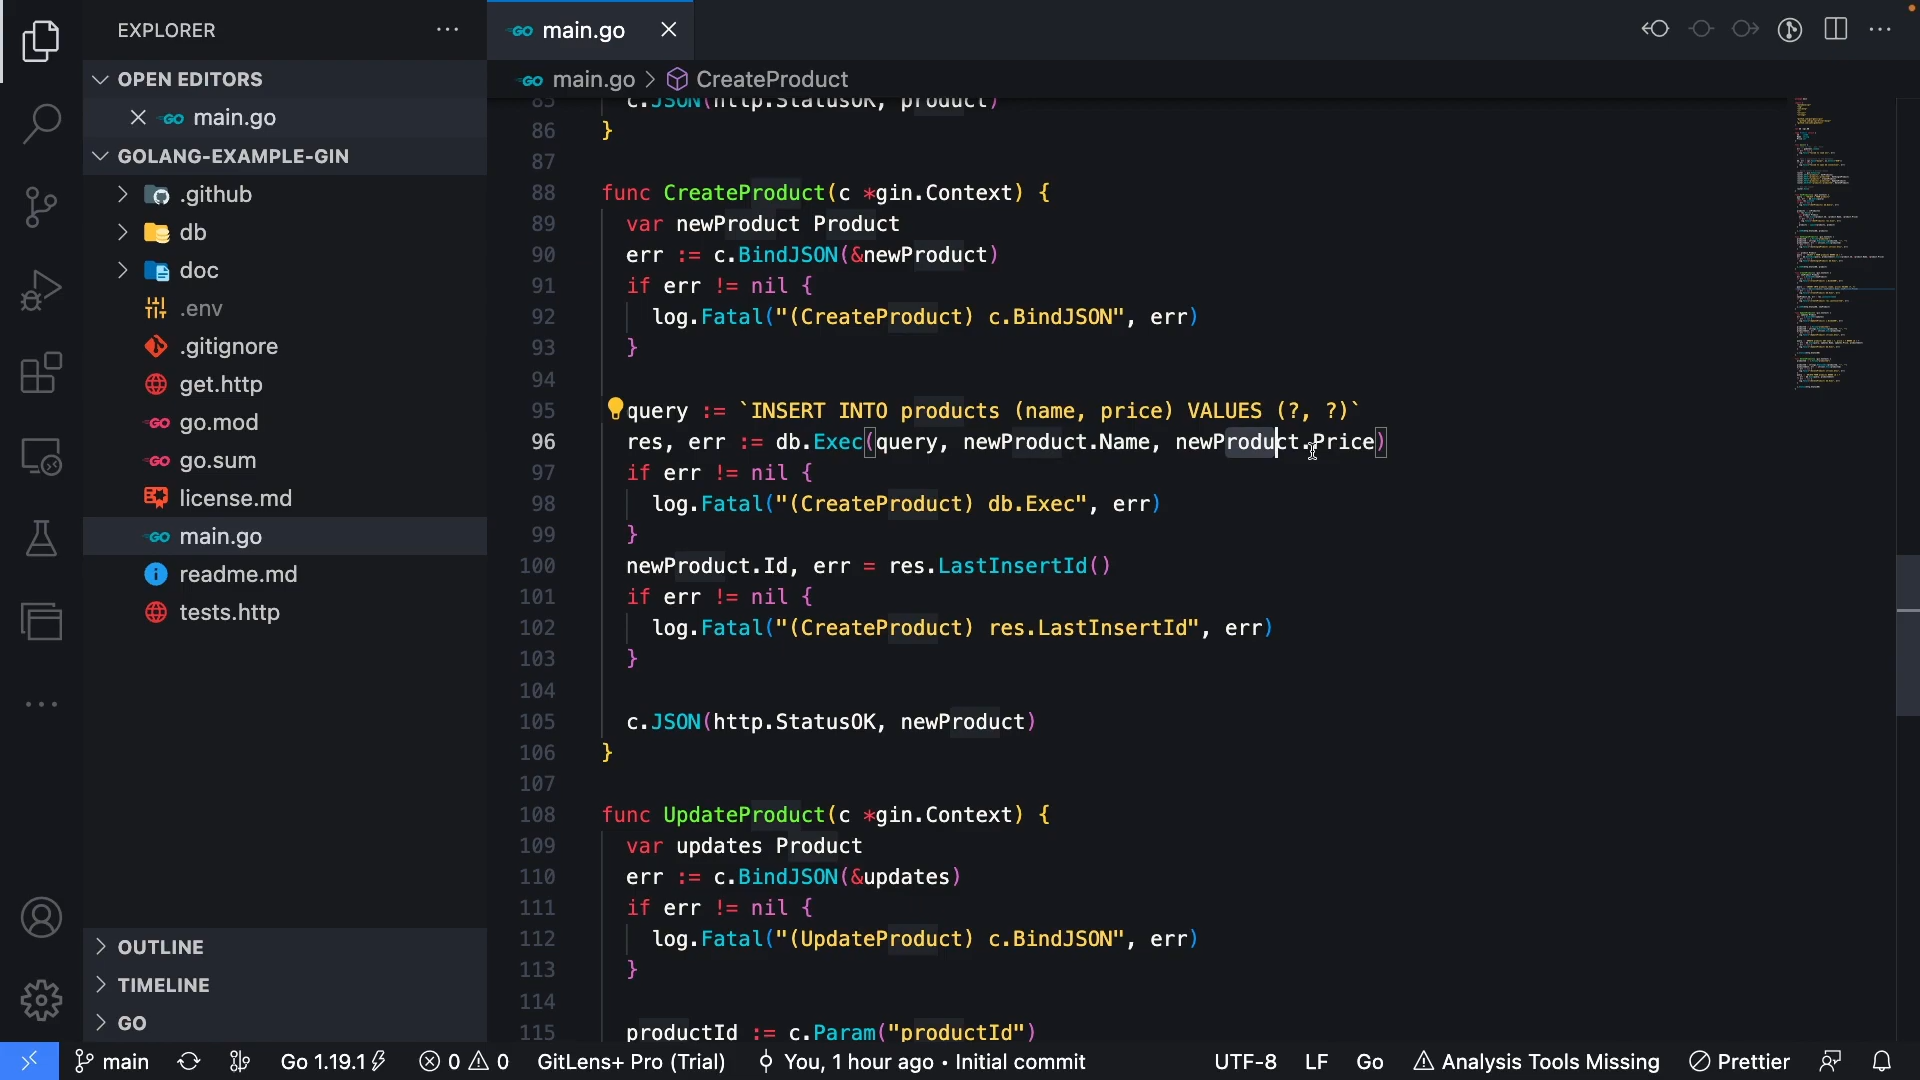 EXPLORER
OPEN EDITORS
main.go
GOLANG-EXAMPLE-GIN
.github
db
doc
.env
.gitignore
get.http
go.mod
go.sum
license.md
main.go
readme.md
tests.http
OUTLINE
TIMELINE
GO
main.go
main.go > CreateProduct
85 c.JSON(http.StatusOK, product)
86 }
87
88 func CreateProduct(c *gin.Context) {
89 var newProduct Product
90 err := c.BindJSON(&newProduct)
91 if err != nil {
92 log.Fatal("(CreateProduct) c.BindJSON", err)
93 }
94
95 query := `INSERT INTO products (name, price) VALUES (?, ?)`
96 res, err := db.Exec(query, newProduct.Name, newProduct.Price)
97 if err != nil {
98 log.Fatal("(CreateProduct) db.Exec", err)
99 }
100 newProduct.Id, err = res.LastInsertId()
101 if err != nil {
102 log.Fatal("(CreateProduct) res.LastInsertId", err)
103 }
104
105 c.JSON(http.StatusOK, newProduct)
106 }
107
108 func UpdateProduct(c *gin.Context) {
109 var updates Product
110 err := c.BindJSON(&updates)
111 if err != nil {
112 log.Fatal("(UpdateProduct) c.BindJSON", err)
113 }
114
115 productId := c.Param("productId")
main Go 1.19.1 0 0 GitLens+ Pro (Trial) You, 1 hour ago • Initial commit UTF-8 LF Go Analysis Tools Missing Prettier